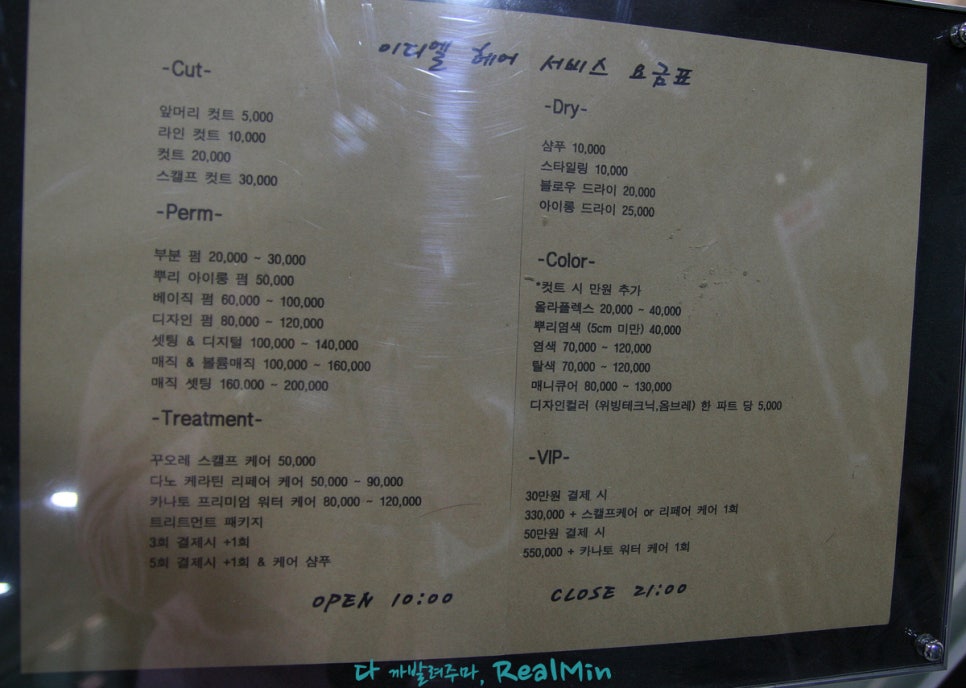 이디엘 헤어 서비스 요금표
-Cut-
앞머리 컷트 5,000
라인 컷트 10,000
컷트 20,000
스캘프 컷트 30,000
-Perm-
부분 펌 20,000 ~ 30,000
뿌리 아이롱 펌 50,000
베이직 펌 60,000 ~ 100,000
디자인 펌 80,000 ~ 120,000
셋팅 & 디지털 100,000 ~ 140,000
매직 & 볼륨매직 100,000 ~ 160,000
매직 셋팅 160.000 ~ 200,000
-Treatment-
꾸오레 스캘프 케어 50,000
디노 케라틴 리페어 케어 50,000 ~ 90,000
카나토 프리미엄 워터 케어 80,000 ~ 120,000
트리트먼트 패키지
3회 결제시 +1회
5회 결제시 +1회 & 케어 샴푸
-Dry-
샴푸 10,000
스타일링 10,000
블로우 드라이 20,000
아이롱 드라이 25,000
-Color-
*컷트 시 만원 추가
올라플렉스 20,000 ~ 40,000
뿌리염색 (5cm 미만) 40,000
염색 70,000 ~ 120,000
탈색 70,000 ~ 120,000
매니큐어 80,000 ~ 130,000
디자인컬러 (위빙테크닉,옴브레) 한 파트 당 5,000
-VIP-
30만원 결제 시
330,000 + 스캘프케어 or 리페어 케어 1회
50만원 결제 시
550,000 + 카나토 워터 케어 1회
OPEN 10:00 CLOSE 21:00
다 까발려주마, RealMin